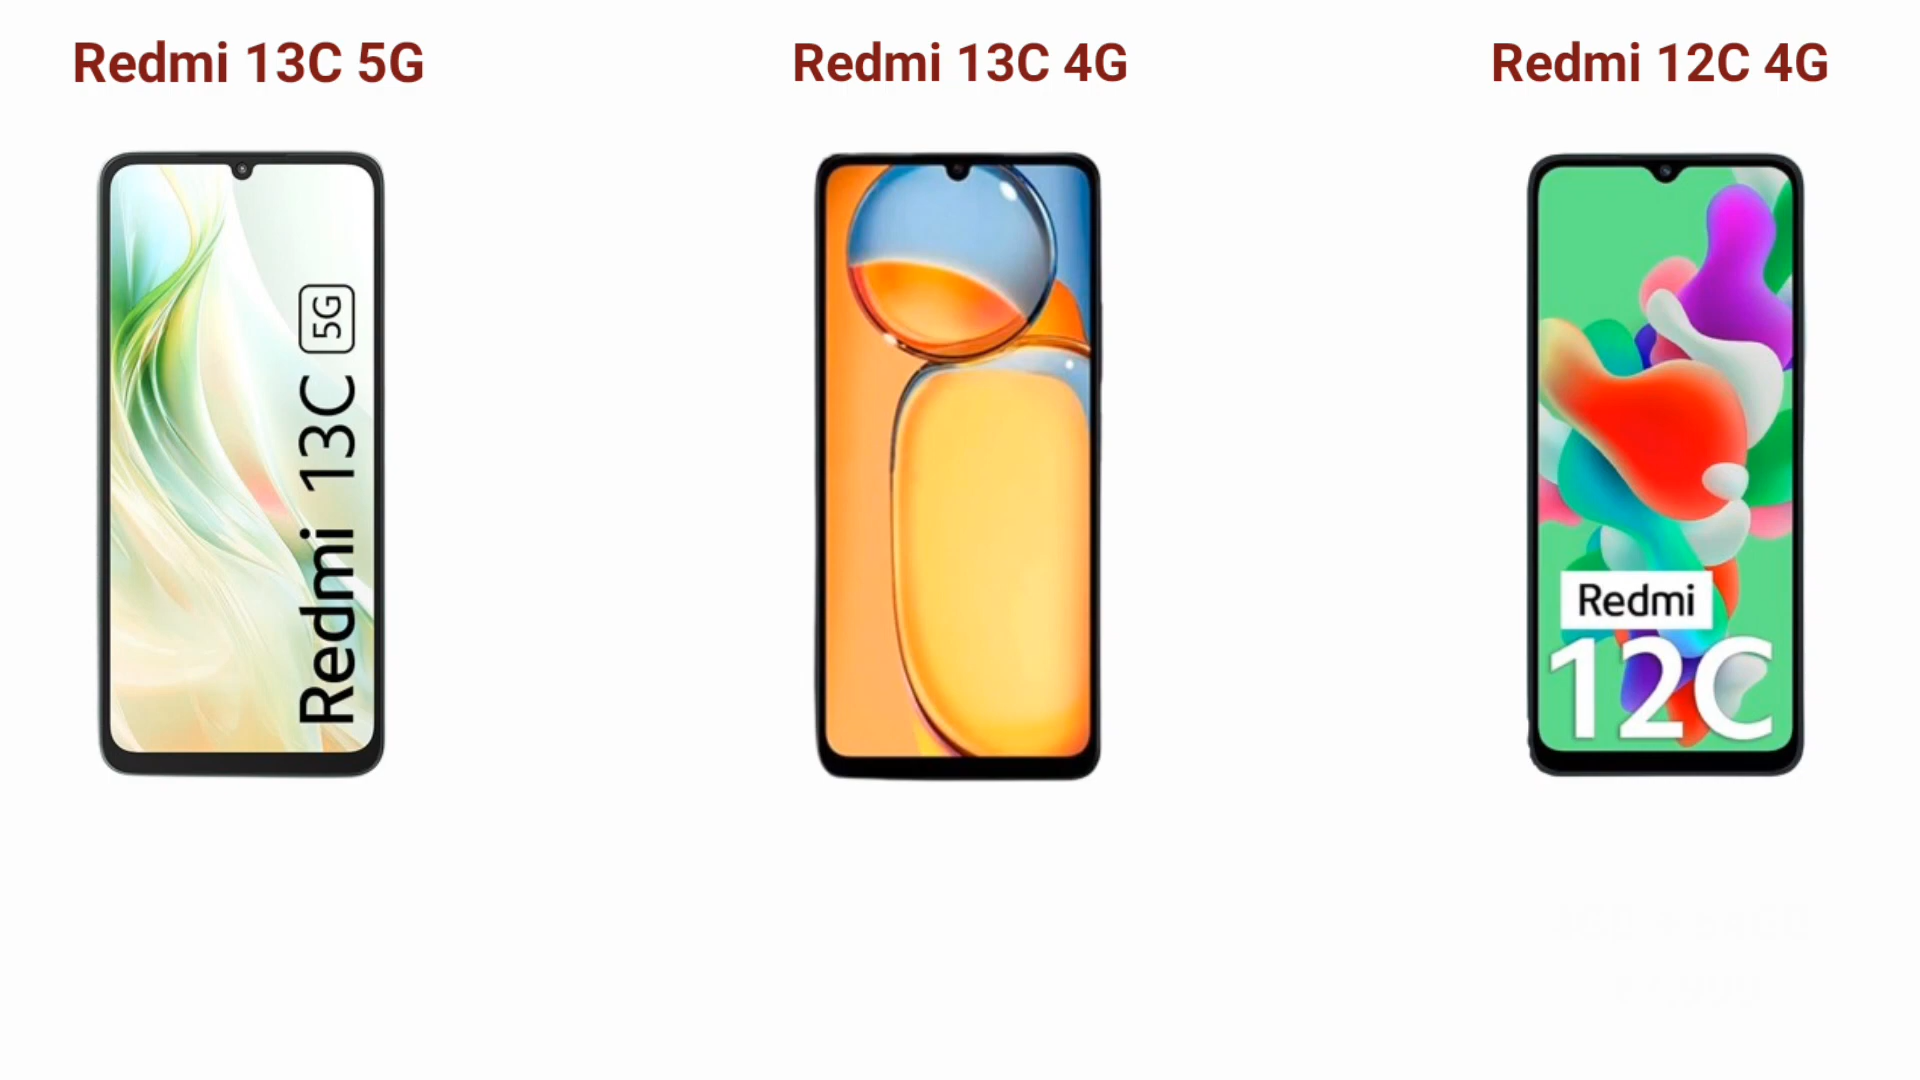 Redmi 13C 5G
Redmi 13C 4G
Redmi 12C 4G
Redmi 13C 5G
Redmi
12C